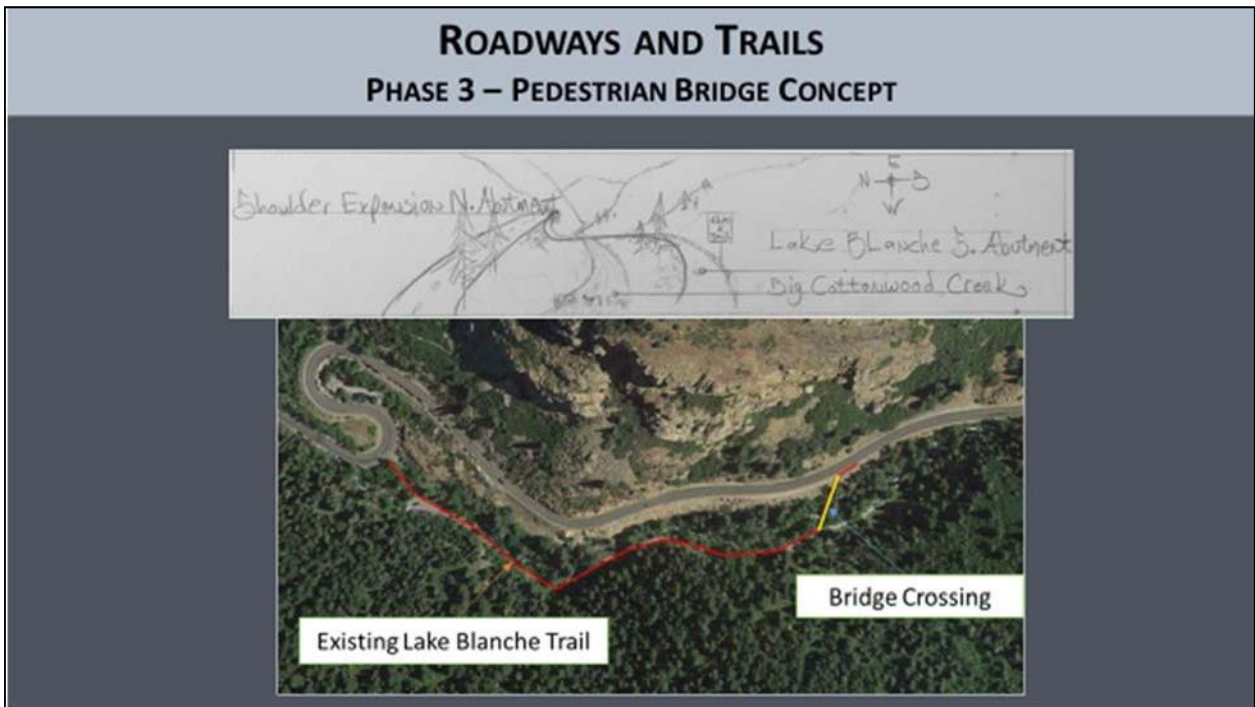 ROADWAYS AND TRAILS
PHASE 3 – PEDESTRIAN BRIDGE CONCEPT
Shoulder Expansion N. Abutment
E
N S
W
Lake Blanche S. Abutment
Big Cottonwood Creek
Bridge Crossing
Existing Lake Blanche Trail